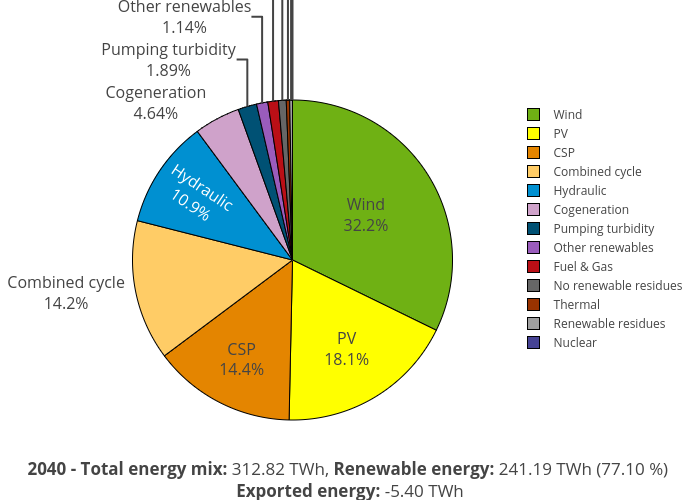 Other renewables
1.14%
Pumping turbidity
1.89%
Cogeneration
4.64%
Hydraulic
10.9%
Wind
32.2%
Combined cycle
14.2%
CSP
14.4%
PV
18.1%
Wind
PV
CSP
Combined cycle
Hydraulic
Cogeneration
Pumping turbidity
Other renewables
Fuel & Gas
No renewable residues
Thermal
Renewable residues
Nuclear
2040 - Total energy mix: 312.82 TWh, Renewable energy: 241.19 TWh (77.10 %)
Exported energy: -5.40 TWh